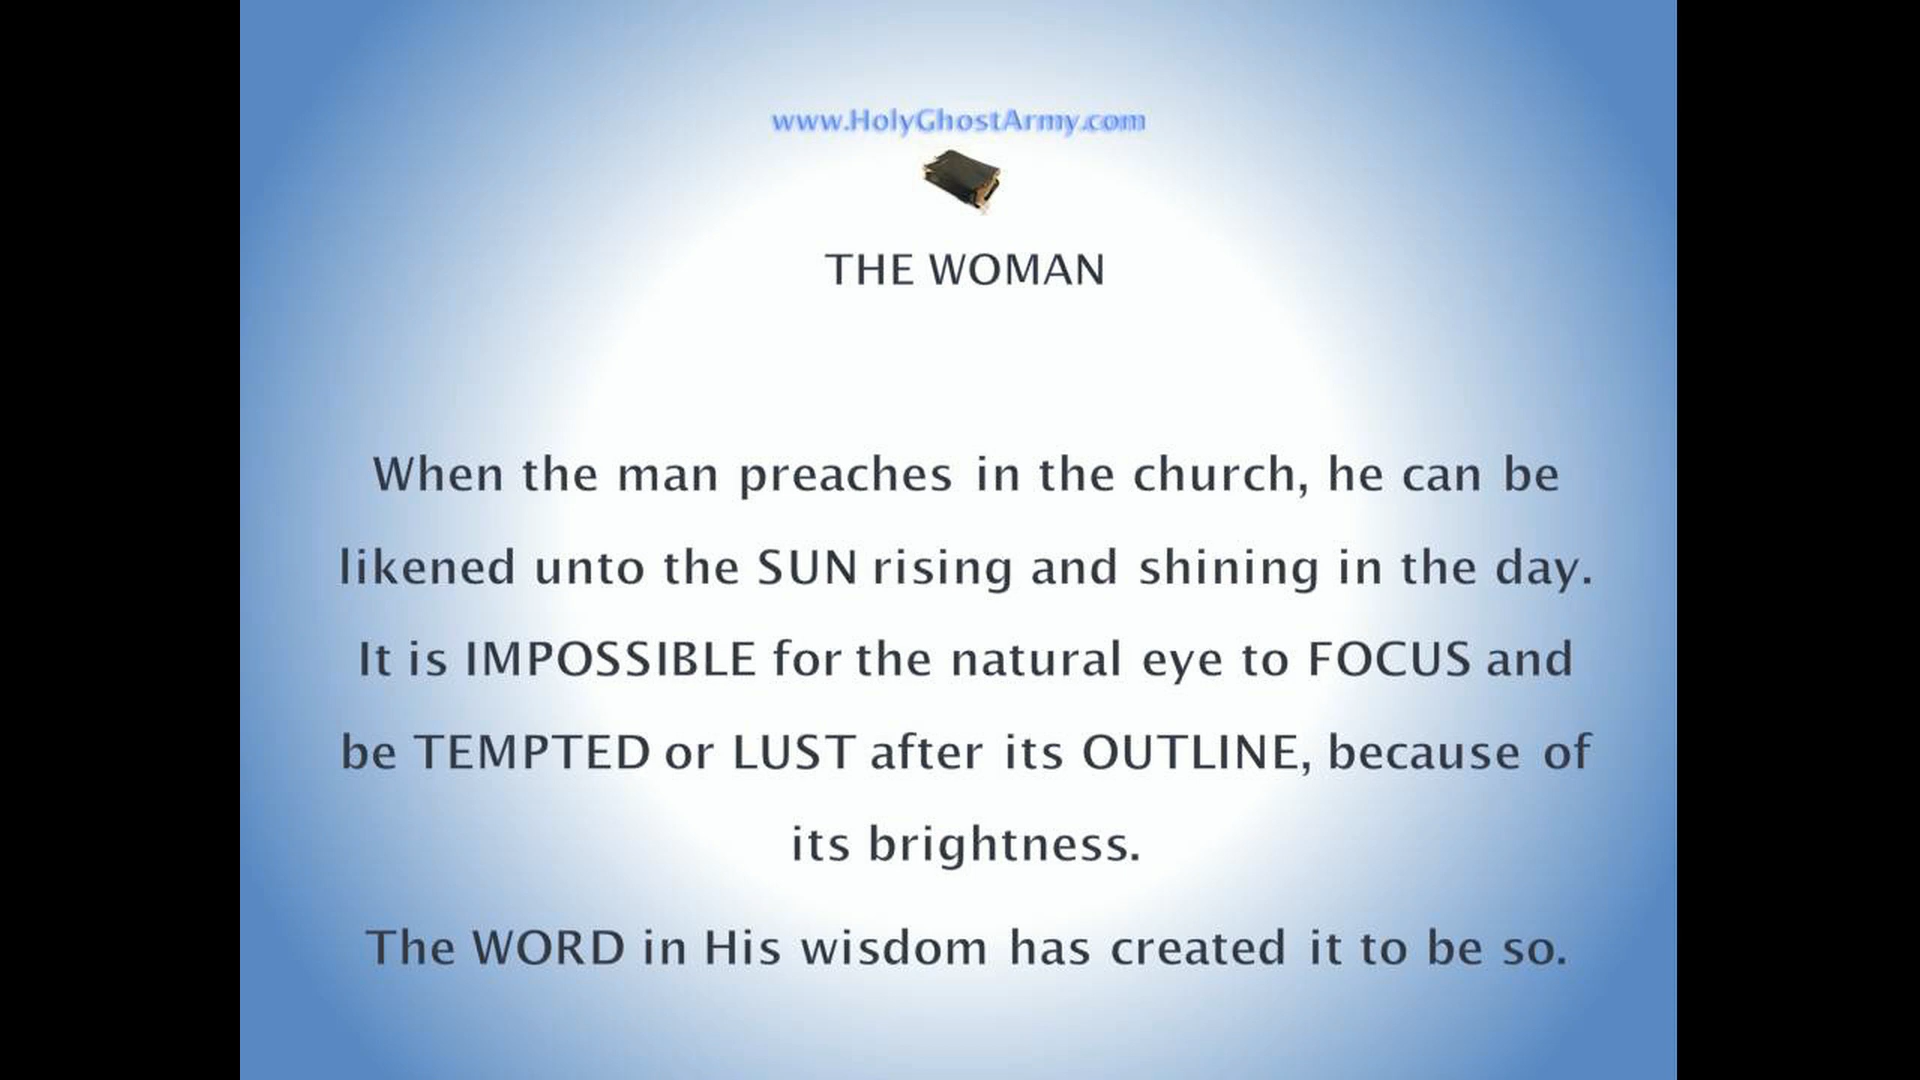 www.HolyGhostArmy.com
THE WOMAN
When the man preaches in the church, he can be
likened unto the SUN rising and shining in the day.
It is IMPOSSIBLE for the natural eye to FOCUS and
be TEMPTED or LUST after its OUTLINE, because of
its brightness.
The WORD in His wisdom has created it to be so.